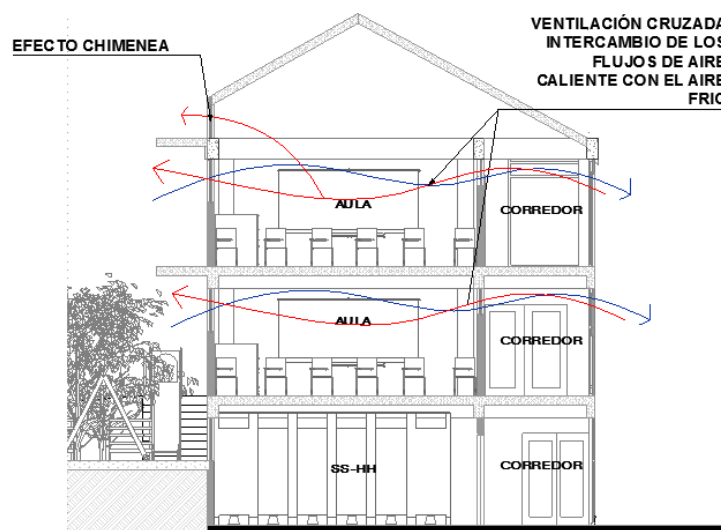 EFECTO CHIMENEA
VENTILACIÓN CRUZADA
INTERCAMBIO DE LOS
FLUJOS DE AIRE
CALIENTE CON EL AIRE
FRIO
AULA
CORREDOR
AULA
CORREDOR
SS-HH
CORREDOR